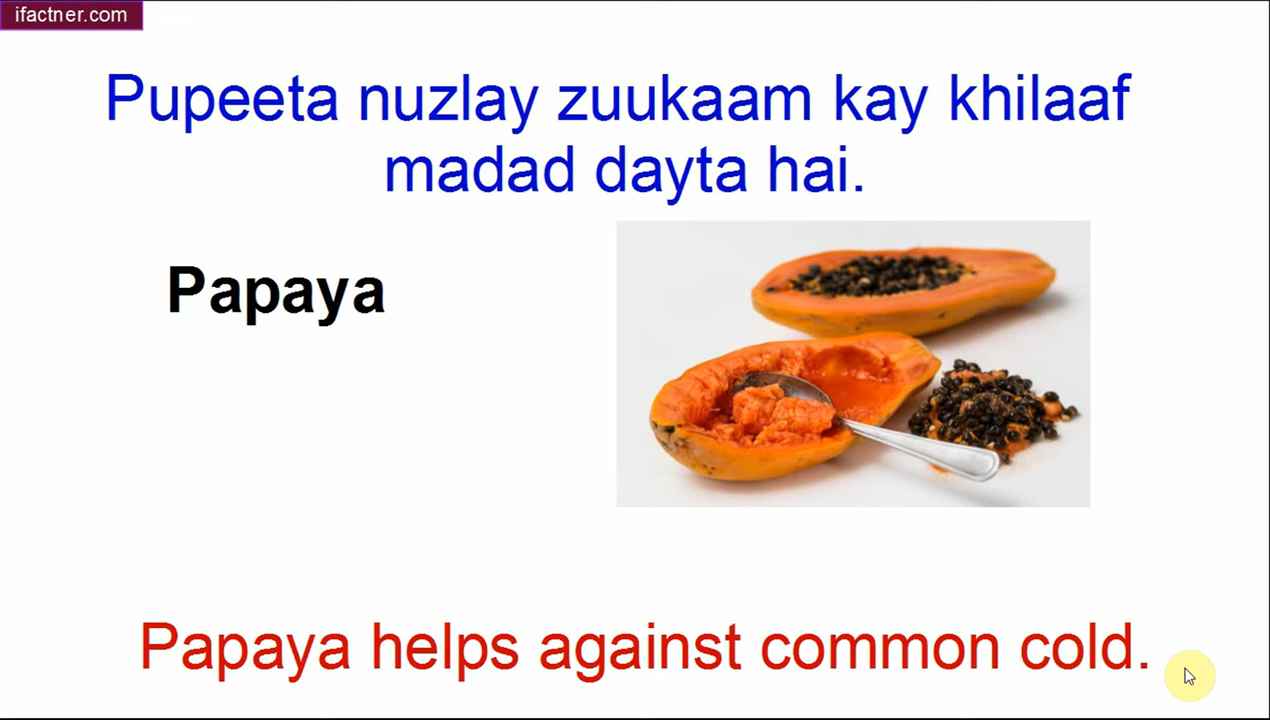 ifactner.com
Pupeeta nuzlay zuukaam kay khilaaf
madad dayta hai.
Papaya
Papaya helps against common cold.